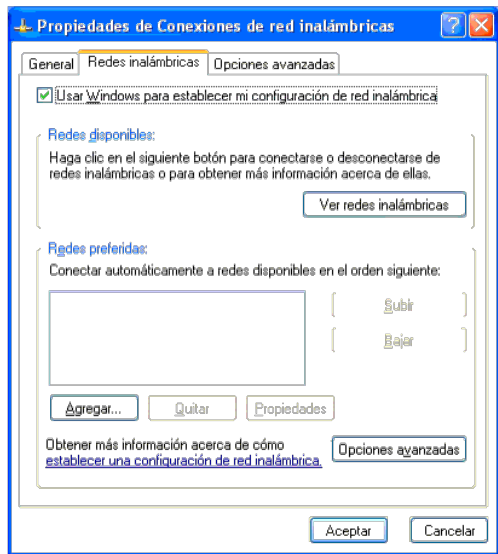 Propiedades de Conexiones de red inalámbricas
General Redes inalámbricas Opciones avanzadas
Usar Windows para establecer mi configuración de red inalámbrica
Redes disponibles:
Haga clic en el siguiente botón para conectarse o desconectarse de
redes inalámbricas o para obtener más información acerca de ellas.
Ver redes inalámbricas
Redes preferidas:
Conectar automáticamente a redes disponibles en el orden siguiente:
Subir
Bajar
Agregar... Quitar Propiedades
Obtener más información acerca de cómo
establecer una configuración de red inalámbrica.
Opciones avanzadas
Aceptar Cancelar